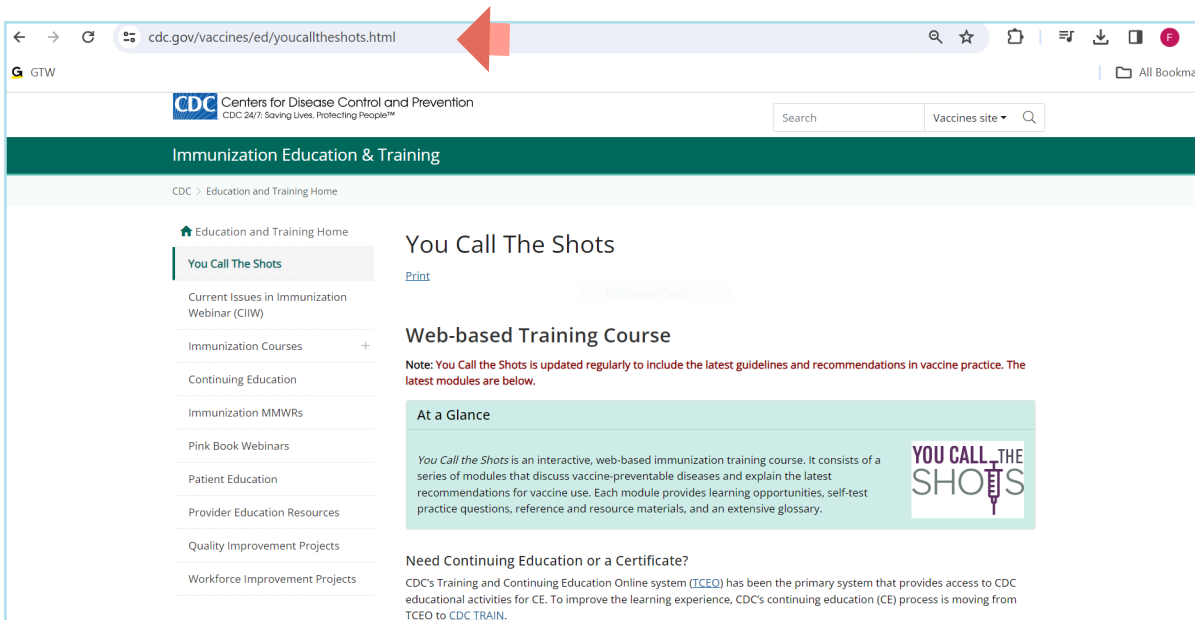 cdc.gov/vaccines/ed/youcalltheshots.html
F
G GTW
All Bookma
CDC Centers for Disease Control and Prevention
CDC 24/7: Saving Lives, Protecting People™
Search
Vaccines site
Immunization Education & Training
CDC > Education and Training Home
Education and Training Home
You Call The Shots
Current Issues in Immunization
Webinar (CIIW)
Immunization Courses +
Continuing Education
Immunization MMWRs
Pink Book Webinars
Patient Education
Provider Education Resources
Quality Improvement Projects
Workforce Improvement Projects
You Call The Shots
Print
Web-based Training Course
Note: You Call the Shots is updated regularly to include the latest guidelines and recommendations in vaccine practice. The
latest modules are below.
At a Glance
You Call the Shots is an interactive, web-based immunization training course. It consists of a
series of modules that discuss vaccine-preventable diseases and explain the latest
recommendations for vaccine use. Each module provides learning opportunities, self-test
practice questions, reference and resource materials, and an extensive glossary.
YOU CALL THE
SHOTS
Need Continuing Education or a Certificate?
CDC's Training and Continuing Education Online system (TCEO) has been the primary system that provides access to CDC
educational activities for CE. To improve the learning experience, CDC's continuing education (CE) process is moving from
TCEO to CDC TRAIN.